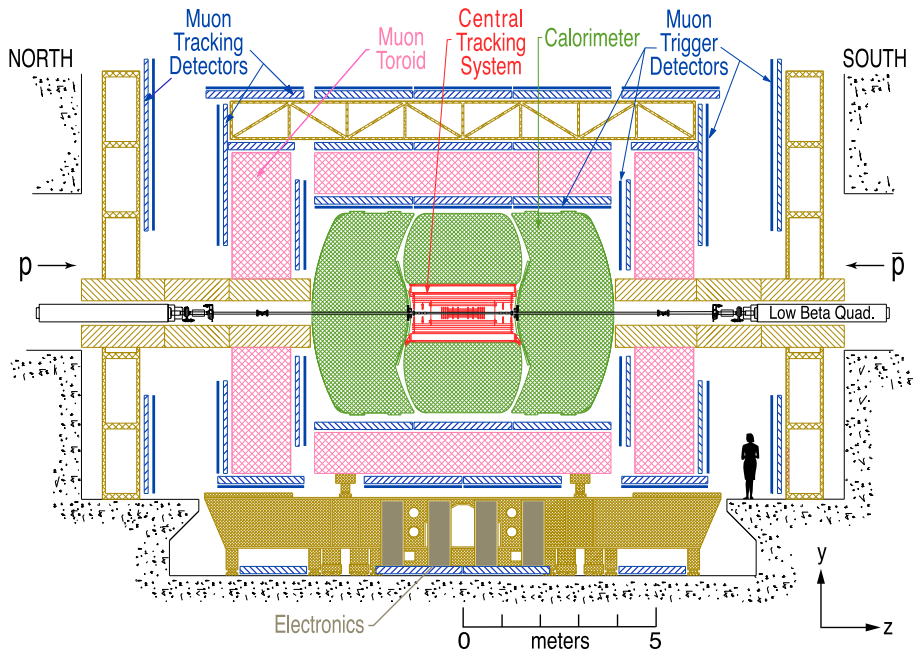 NORTH
Muon
Tracking
Detectors
Muon
Toroid
Central
Tracking
System
Calorimeter
Muon
Trigger
Detectors
SOUTH
p
p̅
Low Beta Quad.
Electronics
0
meters
5
y
z